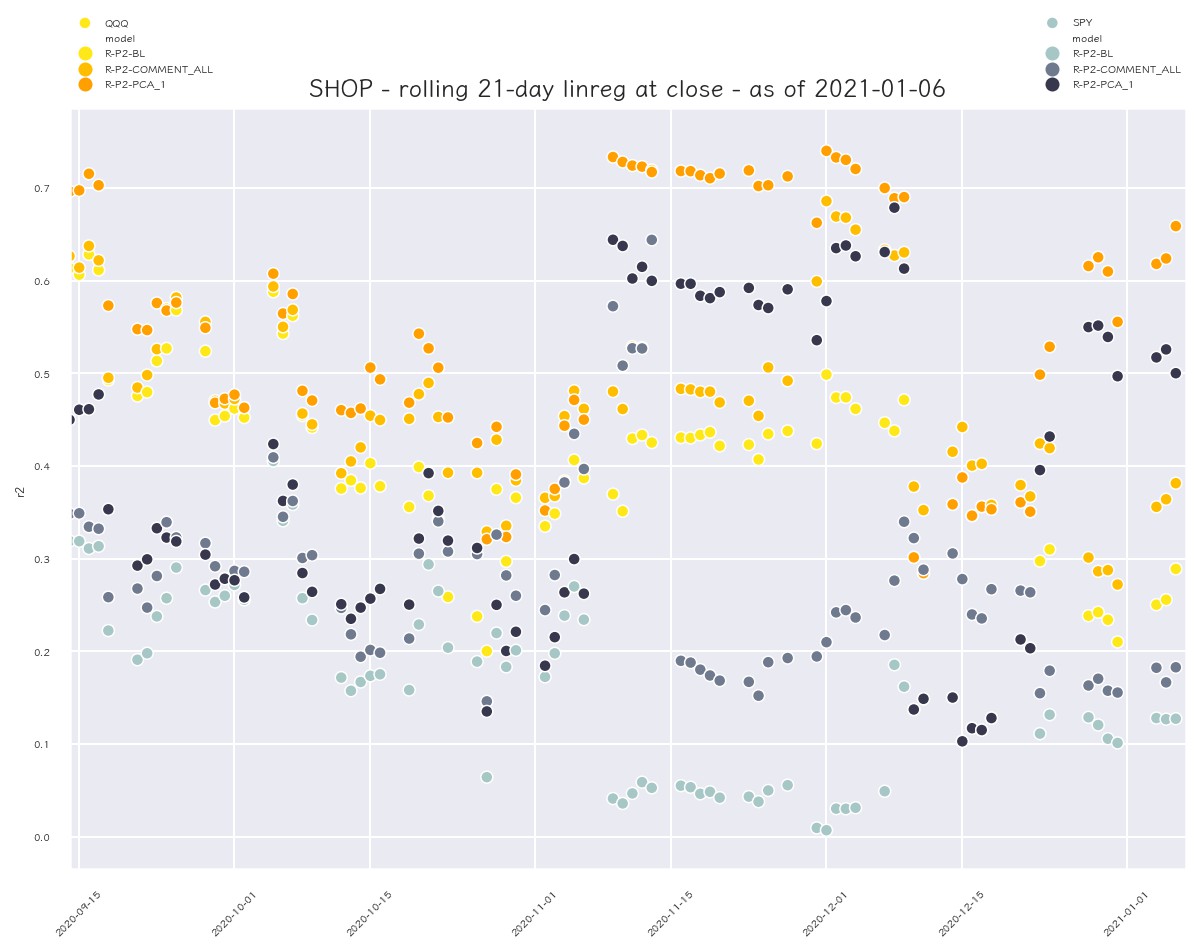 QQQ
model
R-P2-BL
R-P2-COMMENT_ALL
R-P2-PCA_1
SPY
model
R-P2-BL
R-P2-COMMENT_ALL
R-P2-PCA_1
SHOP - rolling 21-day linreg at close - as of 2021-01-06
r2
0.7
0.6
0.5
0.4
0.3
0.2
0.1
0.0
2020-09-15
2020-10-01
2020-10-15
2020-11-01
2020-11-15
2020-12-01
2020-12-15
2021-01-01